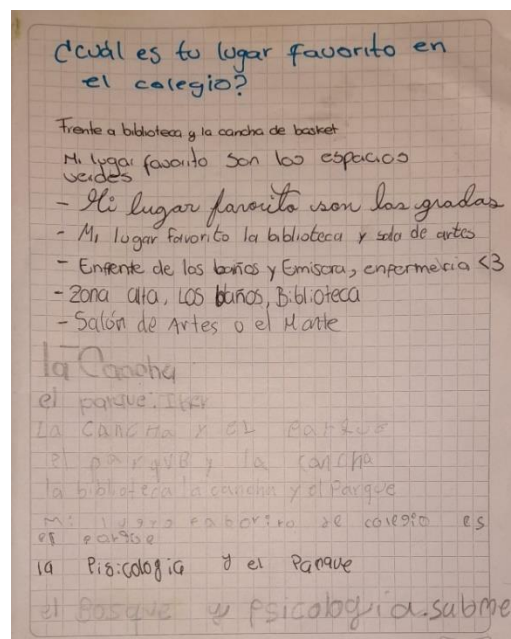 ¿cuál es tu lugar favorito en
el colegio?
Frente a biblioteca y la cancha de basket
Mi lugar favorito son los espacios
verdes
- Mi lugar favorito son las gradas
- Mi lugar favorito la biblioteca y sala de artes
- Enfente de los baños y Emisora, enfermeria <3
- Zona alta, Los baños, Biblioteca
- Salón de Artes o el Marte
la Cancha
el parque.
La CANCHA Y EL Parque
el parque y la cancha
la biblioteca la cancha y el Parque
Mi lugar faborito de colegio es
el parque
la Pisicologia y el Parque
el Bosque y psicologia.